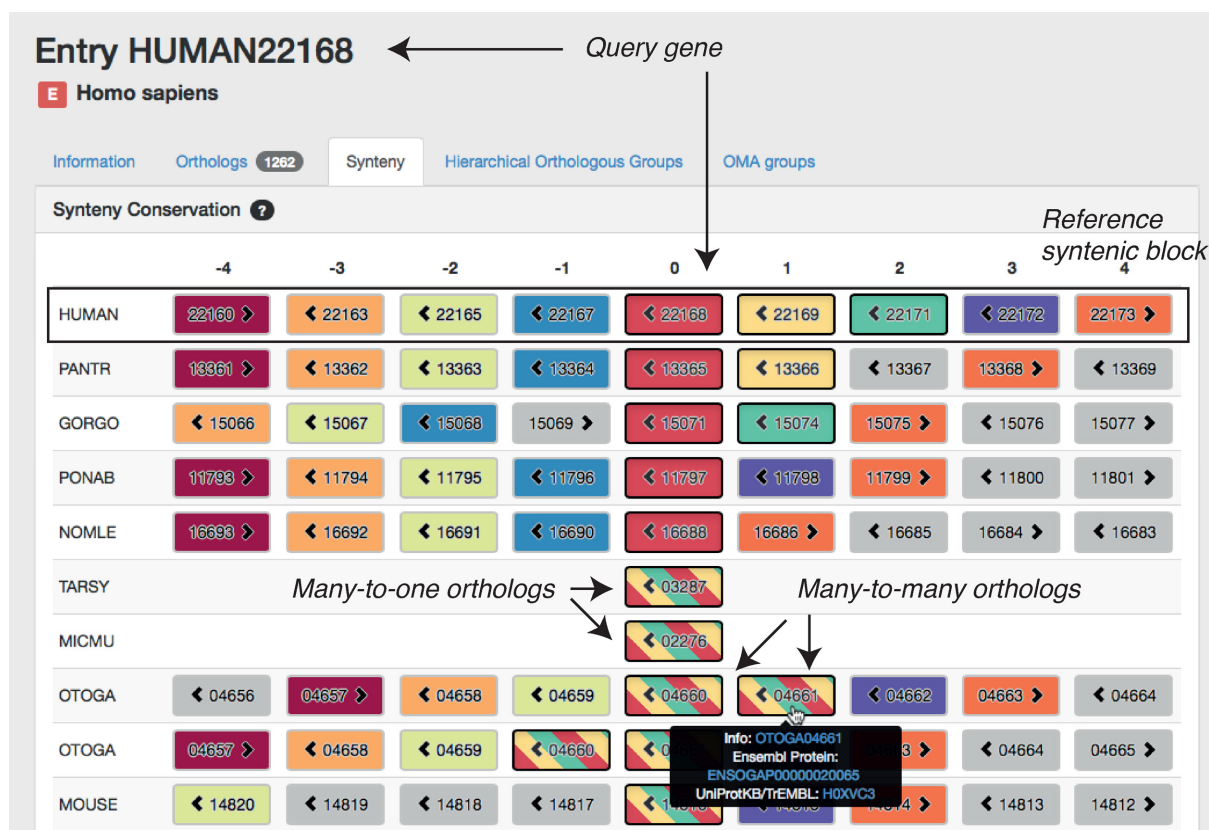 Entry HUMAN22168
Query gene
E Homo sapiens
Information Orthologs 1262 Synteny Hierarchical Orthologous Groups OMA groups
Synteny Conservation ?
Reference
syntenic block
-4 -3 -2 -1 0 1 2 3 4
HUMAN 22160 > < 22163 < 22165 < 22167 < 22168 < 22169 < 22171 < 22172 22173 >
PANTR 13361 > < 13362 < 13363 < 13364 < 13365 < 13366 < 13367 13368 > < 13369
GORGO < 15066 < 15067 < 15068 15069 > < 15071 < 15074 15075 > < 15076 15077 >
PONAB 11793 > < 11794 < 11795 < 11796 < 11797 < 11798 11799 > < 11800 11801 >
NOMLE 16693 > < 16692 < 16691 < 16690 < 16688 16686 > < 16685 16684 > < 16683
TARSY < 03287
Many-to-one orthologs
Many-to-many orthologs
MICMU < 02276
OTOGA < 04656 04657 > < 04658 < 04659 < 04660 < 04661 < 04662 04663 > < 04664
OTOGA 04657 > < 04658 < 04659 < 04660 < 04664 04665 >
Info: OTOGA04661
Ensembl Protein:
ENSOGAP00000020065
UniProtKB/TrEMBL: H0XVC3
MOUSE < 14820 < 14819 < 14818 < 14817 < 14813 14812 >